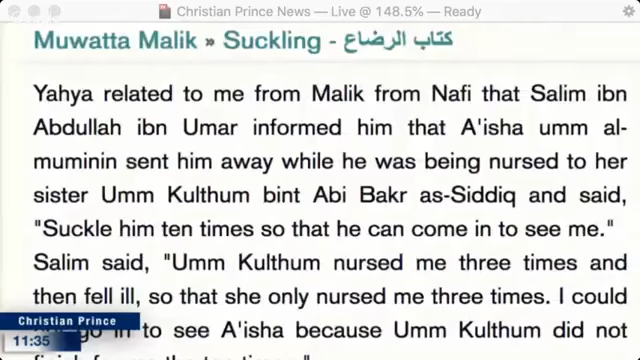 Christian Prince News — Live @ 148.5% — Ready
Muwatta Malik » Suckling - كتاب الرضاع
Yahya related to me from Malik from Nafi that Salim ibn
Abdullah ibn Umar informed him that A'isha umm al-
muminin sent him away while he was being nursed to her
sister Umm Kulthum bint Abi Bakr as-Siddiq and said,
"Suckle him ten times so that he can come in to see me."
Salim said, "Umm Kulthum nursed me three times and
then fell ill, so that she only nursed me three times. I could
go in to see A'isha because Umm Kulthum did not
Christian Prince
11:35